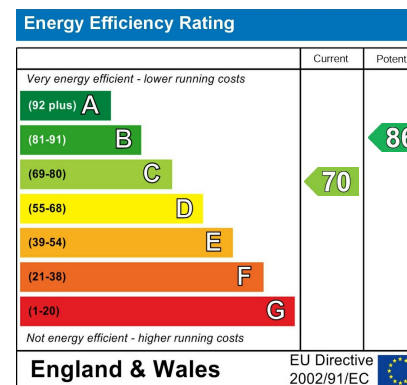 Energy Efficiency Rating
Current
Potent
Very energy efficient - lower running costs
(92 plus) A
(81-91) B
86
(69-80) C
70
(55-68) D
(39-54) E
(21-38) F
(1-20) G
Not energy efficient - higher running costs
England & Wales
EU Directive
2002/91/EC